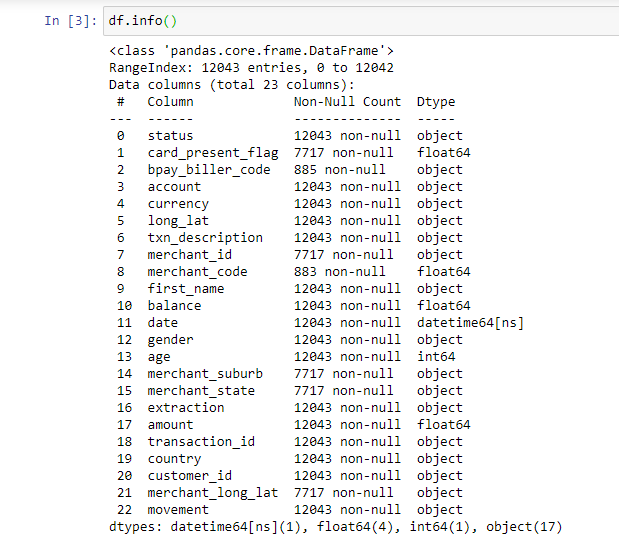 In [3]: df.info()
<class 'pandas.core.frame.DataFrame'>
RangeIndex: 12043 entries, 0 to 12042
Data columns (total 23 columns):
 #   Column             Non-Null Count  Dtype
---  ------             --------------  -----
 0   status             12043 non-null  object
 1   card_present_flag  7717 non-null   float64
 2   bpay_biller_code   885 non-null    object
 3   account            12043 non-null  object
 4   currency           12043 non-null  object
 5   long_lat           12043 non-null  object
 6   txn_description    12043 non-null  object
 7   merchant_id        7717 non-null   object
 8   merchant_code      883 non-null    float64
 9   first_name         12043 non-null  object
 10  balance            12043 non-null  float64
 11  date               12043 non-null  datetime64[ns]
 12  gender             12043 non-null  object
 13  age                12043 non-null  int64
 14  merchant_suburb    7717 non-null   object
 15  merchant_state     7717 non-null   object
 16  extraction         12043 non-null  object
 17  amount             12043 non-null  float64
 18  transaction_id     12043 non-null  object
 19  country            12043 non-null  object
 20  customer_id        12043 non-null  object
 21  merchant_long_lat  7717 non-null   object
 22  movement           12043 non-null  object
dtypes: datetime64[ns](1), float64(4), int64(1), object(17)